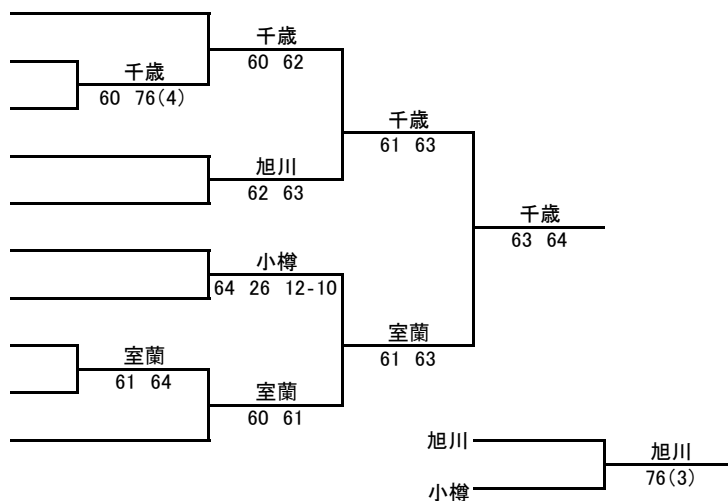 千歳
60 62
千歳
60 76(4)
千歳
61 63
旭川
62 63
千歳
63 64
小樽
64 26 12-10
室蘭
61 63
室蘭
61 64
室蘭
60 61
旭川
旭川
76(3)
小樽